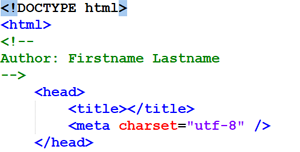 <!DOCTYPE html>
<html>
<!--
Author: Firstname Lastname
-->
<head>
<title></title>
<meta charset="utf-8" />
</head>